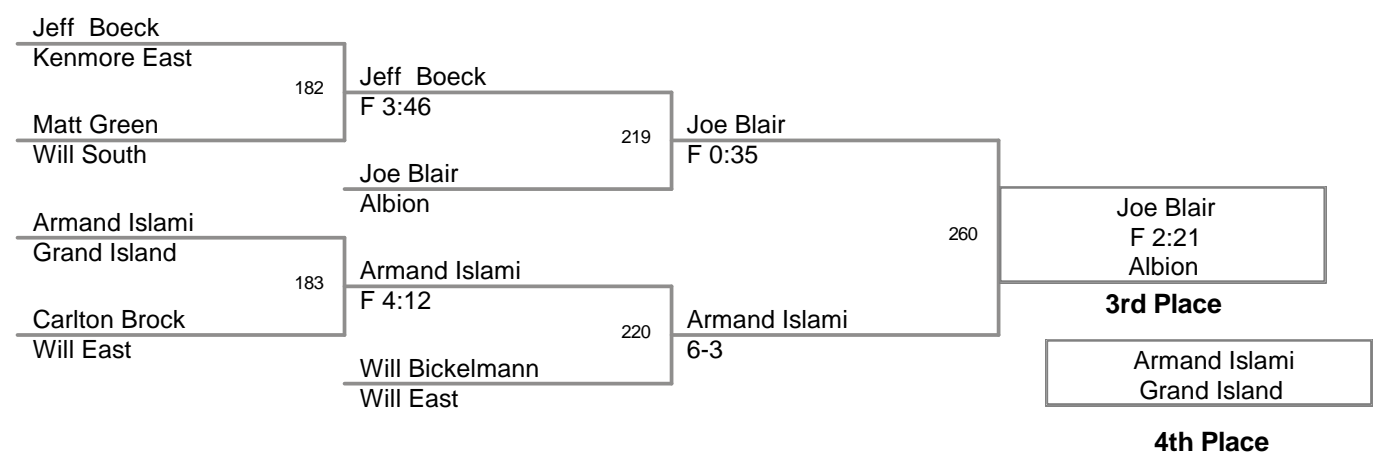 Jeff  Boeck
Kenmore East
182
Matt Green
Will South
Armand Islami
Grand Island
183
Carlton Brock
Will East
Jeff  Boeck
F 3:46
219
Joe Blair
Albion
Armand Islami
F 4:12
220
Will Bickelmann
Will East
Joe Blair
F 0:35
260
Armand Islami
6-3
Joe Blair
F 2:21
Albion
3rd Place
Armand Islami
Grand Island
4th Place